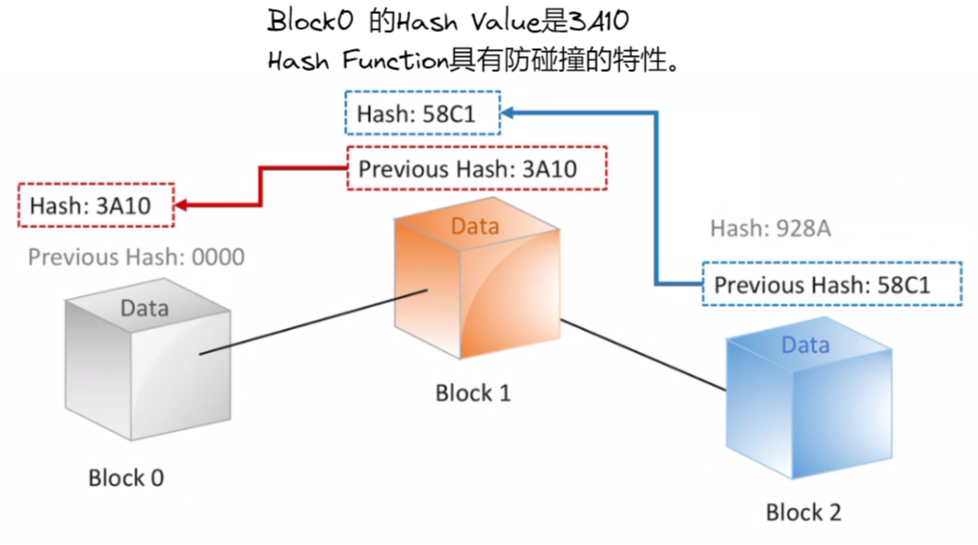 Block0 的Hash Value是3A10
Hash Function具有防碰撞的特性。
Hash: 58C1
Previous Hash: 3A10
Hash: 3A10
Previous Hash: 0000
Data
Block 0
Data
Block 1
Hash: 928A
Previous Hash: 58C1
Data
Block 2